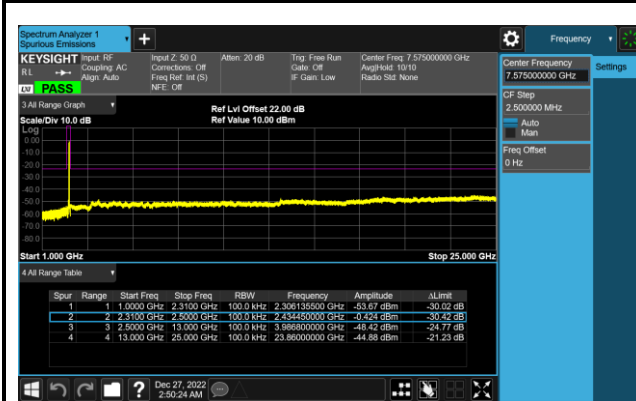 Spectrum Analyzer 1
Spurious Emissions
Frequency
KEYSIGHT Input: RF Input Z: 50 Ω Atten: 20 dB Trig: Free Run Center Freq: 7.575000000 GHz
RL Coupling: AC Corrections: Off Gate: Off Avg|Hold: 10/10
Align: Auto Freq Ref: Int (S) IF Gain: Low Radio Std: None
NFE: Off
LXI PASS
Center Frequency
7.575000000 GHz
Settings
CF Step
2.500000 MHz
Auto
Man
Freq Offset
0 Hz
3 All Range Graph
Ref Lvl Offset 22.00 dB
Scale/Div 10.0 dB Ref Value 10.00 dBm
Log
0.00
-10.0
-20.0
-30.0
-40.0
-50.0
-60.0
-70.0
-80.0
Start 1.000 GHz Stop 25.000 GHz
4 All Range Table
Spur Range Start Freq Stop Freq RBW Frequency Amplitude ΔLimit
1 1 1.0000 GHz 2.3100 GHz 100.0 kHz 2.306135500 GHz -53.67 dBm -30.02 dB
2 2 2.3100 GHz 2.5000 GHz 100.0 kHz 2.434450000 GHz -0.424 dBm -30.42 dB
3 3 2.5000 GHz 13.000 GHz 100.0 kHz 3.986800000 GHz -48.42 dBm -24.77 dB
4 4 13.000 GHz 25.000 GHz 100.0 kHz 23.86000000 GHz -44.88 dBm -21.23 dB
Dec 27, 2022
2:50:24 AM